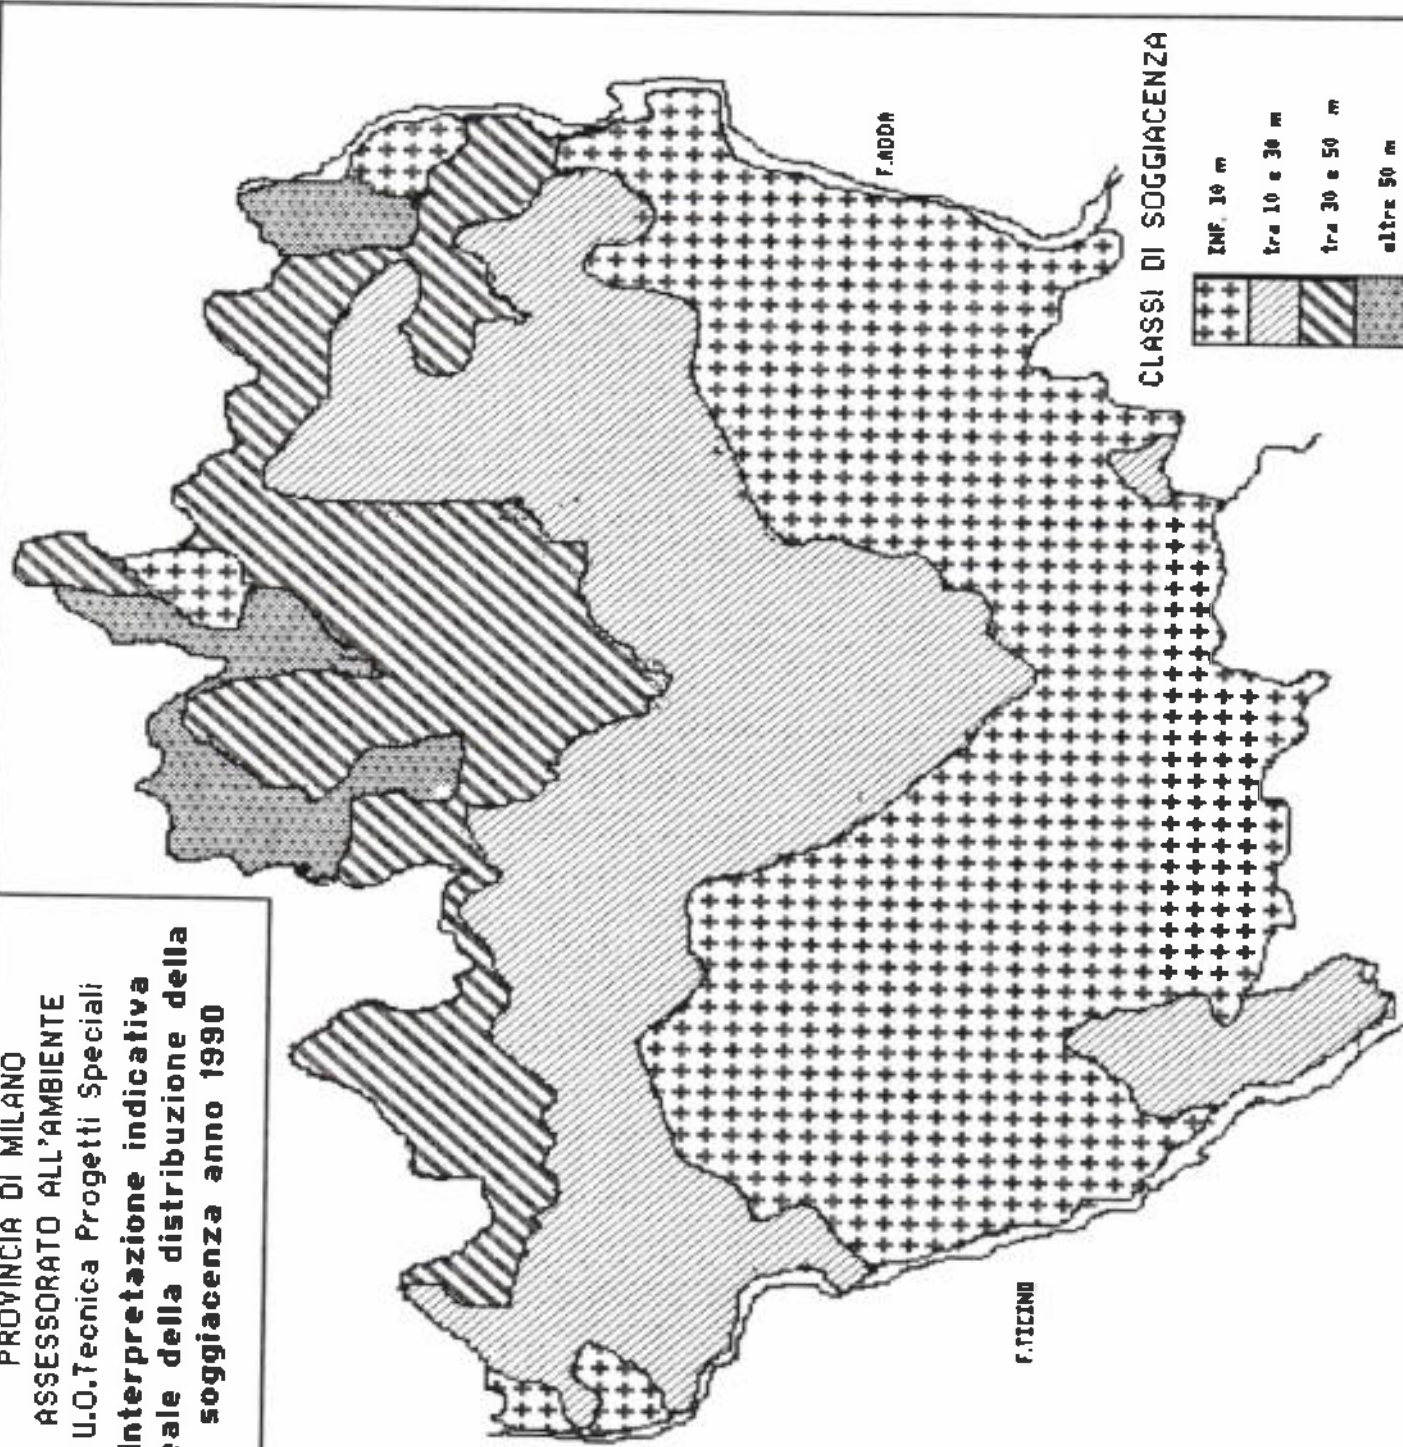 PROVINCIA DI MILANO
ASSESSORATO ALL'AMBIENTE
U.O.Tecnica Progetti Speciali
Interpretazione indicativa
della distribuzione della
soggiacenza anno 1990
F.ADDA
F.TICINO
CLASSI DI SOGGIACENZA
INF. 10 m
tra 10 e 30 m
tra 30 e 50 m
oltre 50 m